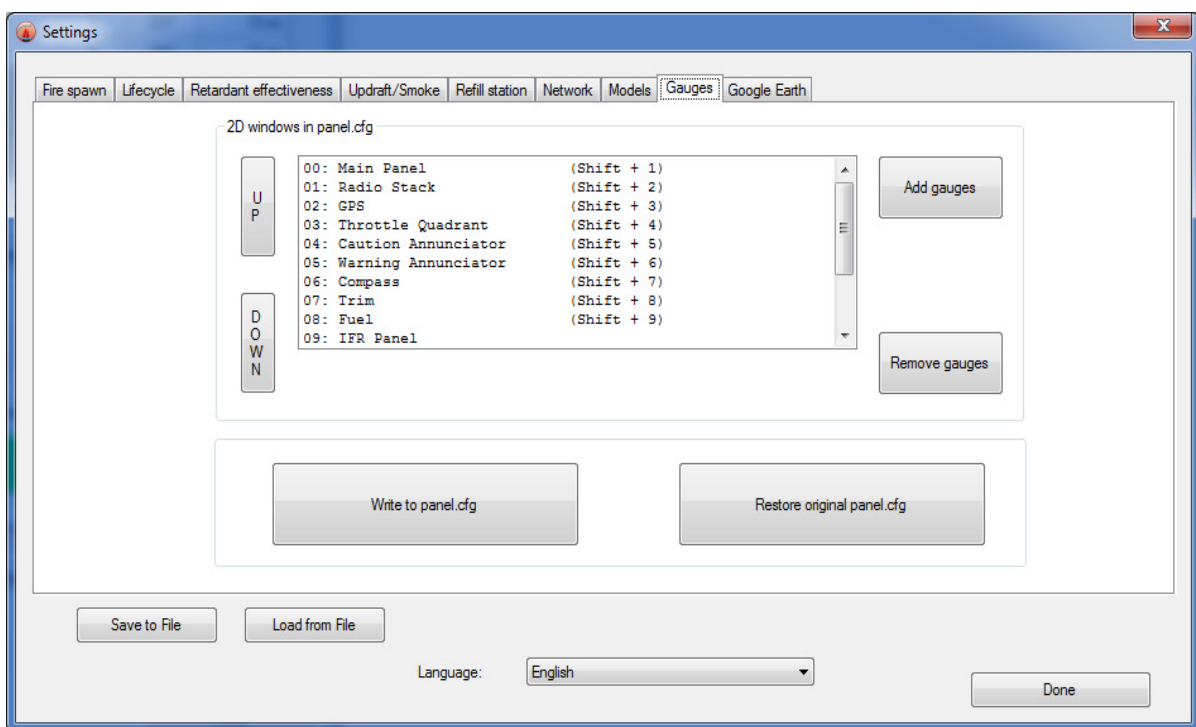 Settings
Fire spawn Lifecycle Retardant effectiveness Updraft/Smoke Refill station Network Models Gauges Google Earth
2D windows in panel.cfg
UP
00: Main Panel (Shift + 1)
01: Radio Stack (Shift + 2)
02: GPS (Shift + 3)
03: Throttle Quadrant (Shift + 4)
04: Caution Annunciator (Shift + 5)
05: Warning Annunciator (Shift + 6)
06: Compass (Shift + 7)
07: Trim (Shift + 8)
08: Fuel (Shift + 9)
09: IFR Panel
Add gauges
DOWN
Remove gauges
Write to panel.cfg Restore original panel.cfg
Save to File Load from File
Language: English
Done